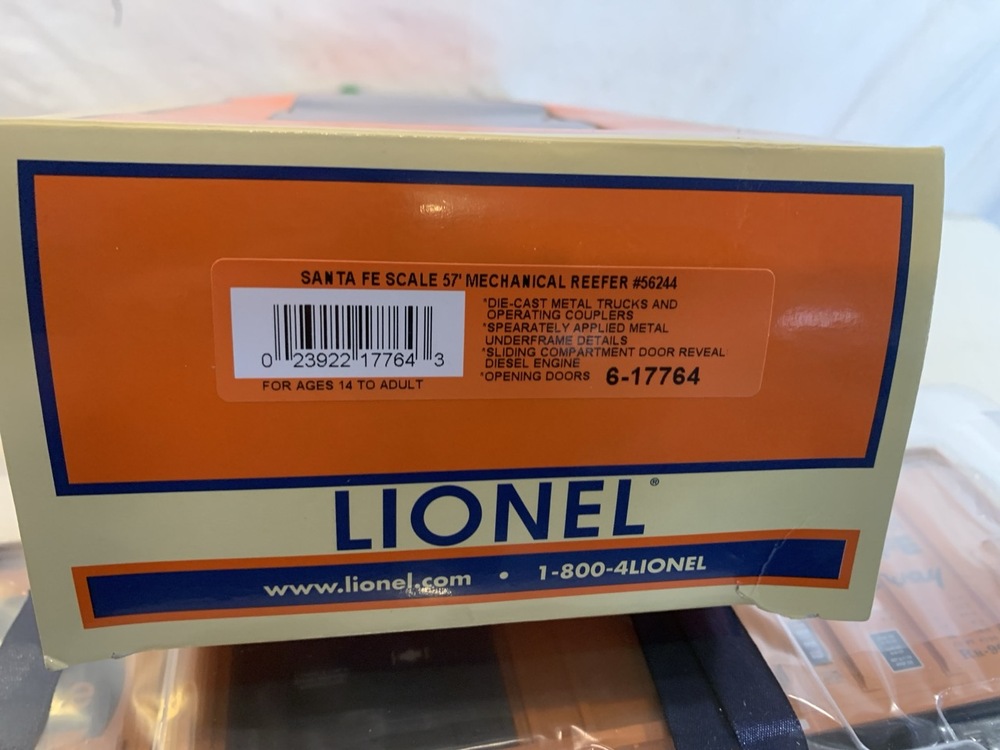 SANTA FE SCALE 57' MECHANICAL REEFER #56244
0 23922 17764 3
FOR AGES 14 TO ADULT
*DIE-CAST METAL TRUCKS AND
OPERATING COUPLERS
*SPEARATELY APPLIED METAL
UNDERFRAME DETAILS
*SLIDING COMPARTMENT DOOR REVEAL
DIESEL ENGINE
*OPENING DOORS 6-17764
LIONEL®
www.lionel.com • 1-800-4LIONEL